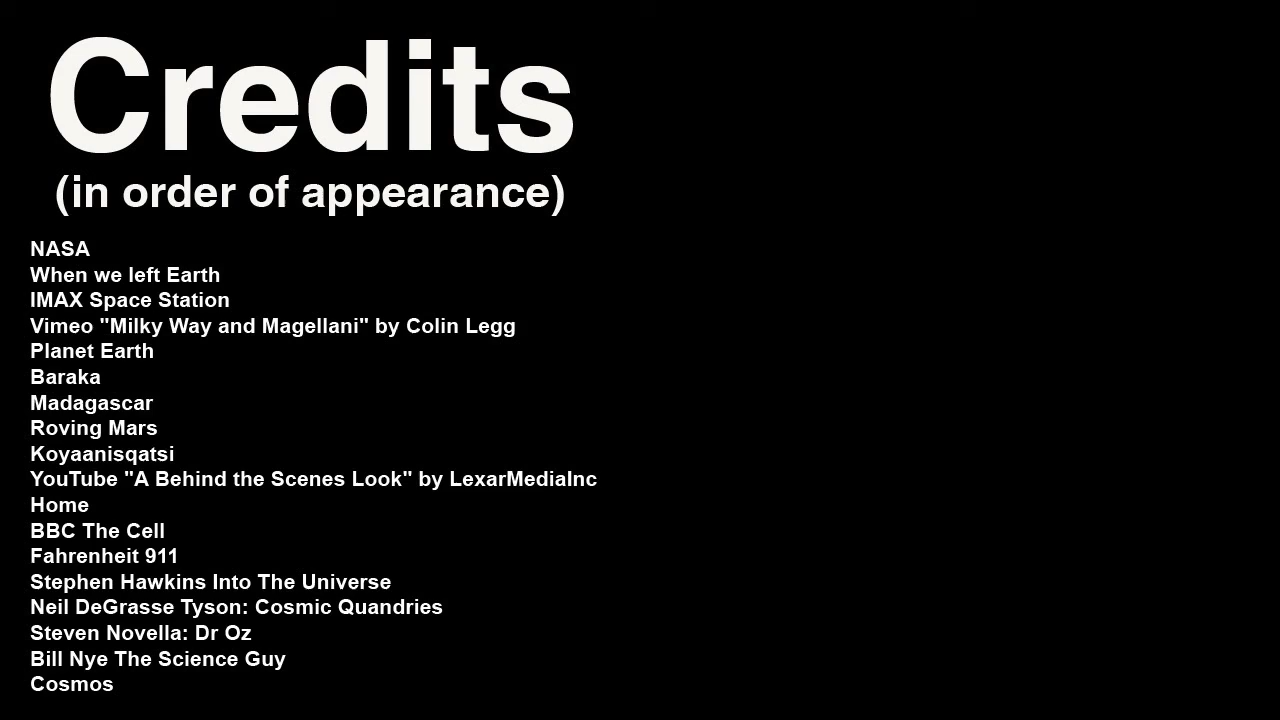 Credits
(in order of appearance)
NASA
When we left Earth
IMAX Space Station
Vimeo "Milky Way and Magellani" by Colin Legg
Planet Earth
Baraka
Madagascar
Roving Mars
Koyaanisqatsi
YouTube "A Behind the Scenes Look" by LexarMediaInc
Home
BBC The Cell
Fahrenheit 911
Stephen Hawkins Into The Universe
Neil DeGrasse Tyson: Cosmic Quandries
Steven Novella: Dr Oz
Bill Nye The Science Guy
Cosmos